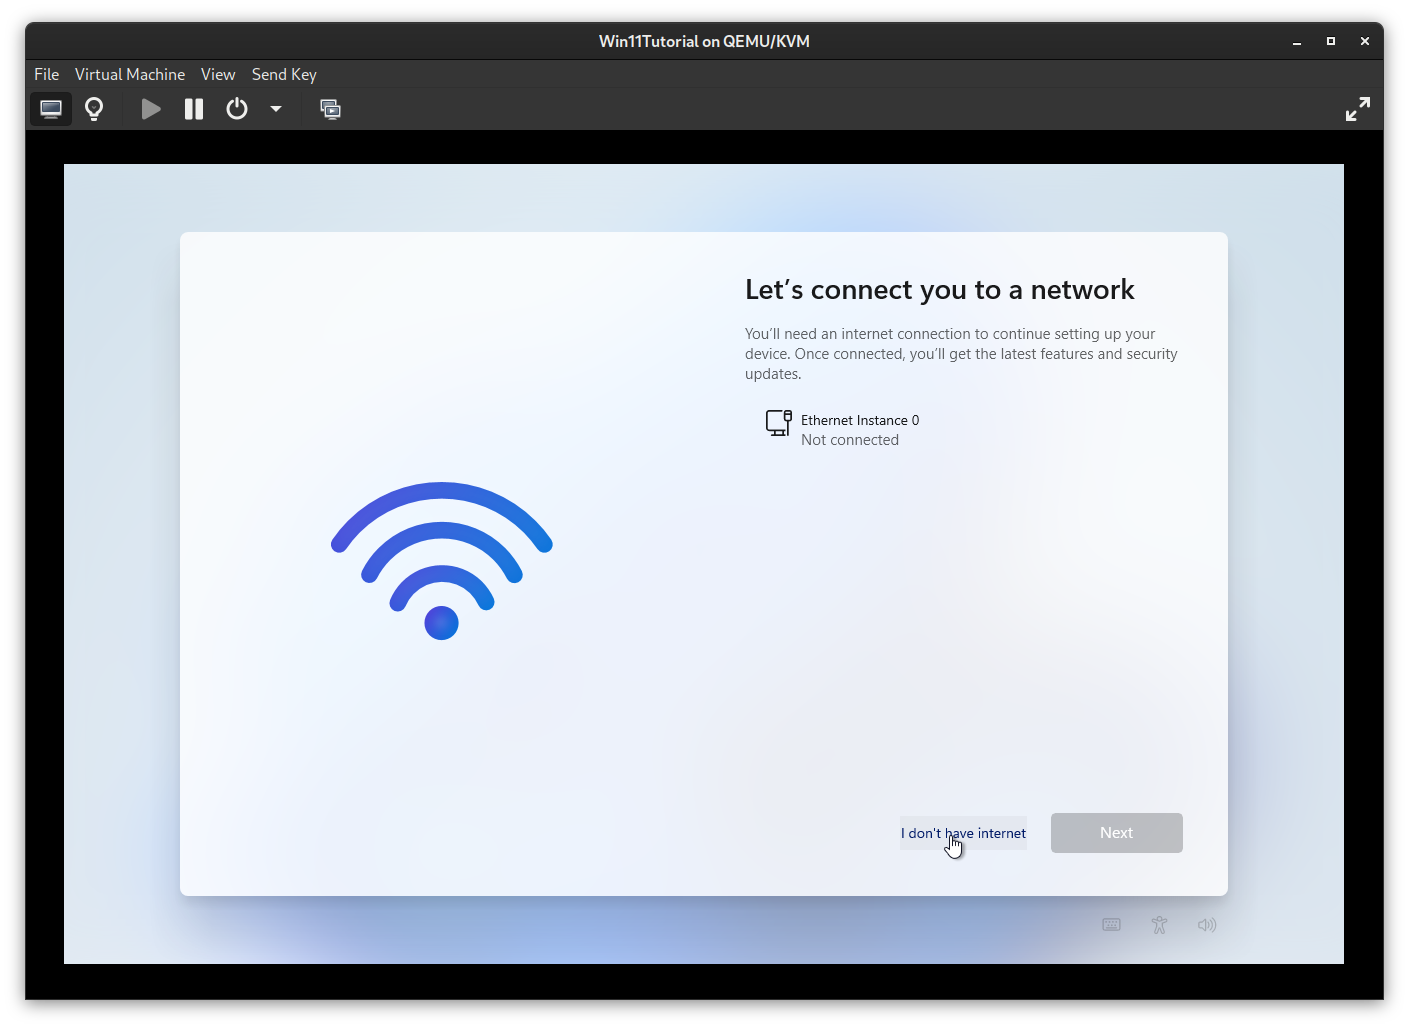 Win11Tutorial on QEMU/KVM
File Virtual Machine View Send Key
Let’s connect you to a network
You’ll need an internet connection to continue setting up your
device. Once connected, you’ll get the latest features and security
updates.
Ethernet Instance 0
Not connected
I don't have internet
Next